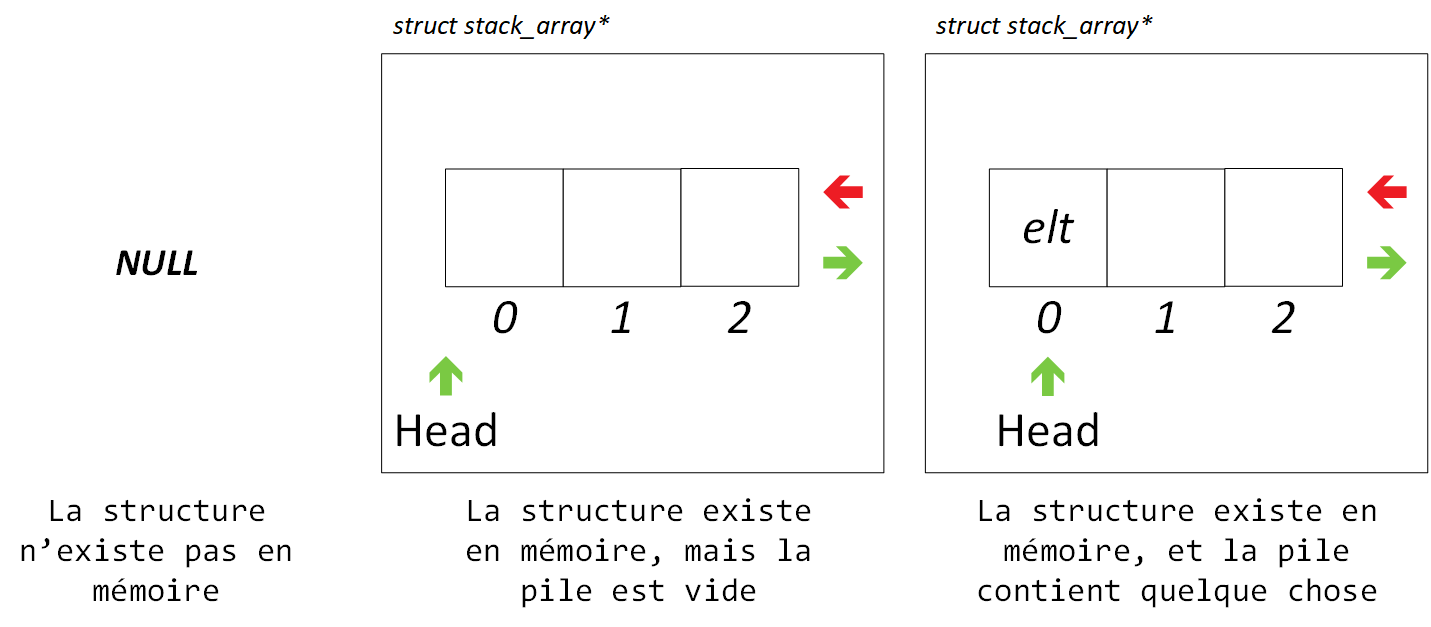 struct stack_array*
struct stack_array*
NULL
elt
0 1 2
0 1 2
Head
Head
La structure
n’existe pas en
mémoire
La structure existe
en mémoire, mais la
pile est vide
La structure existe en
mémoire, et la pile
contient quelque chose